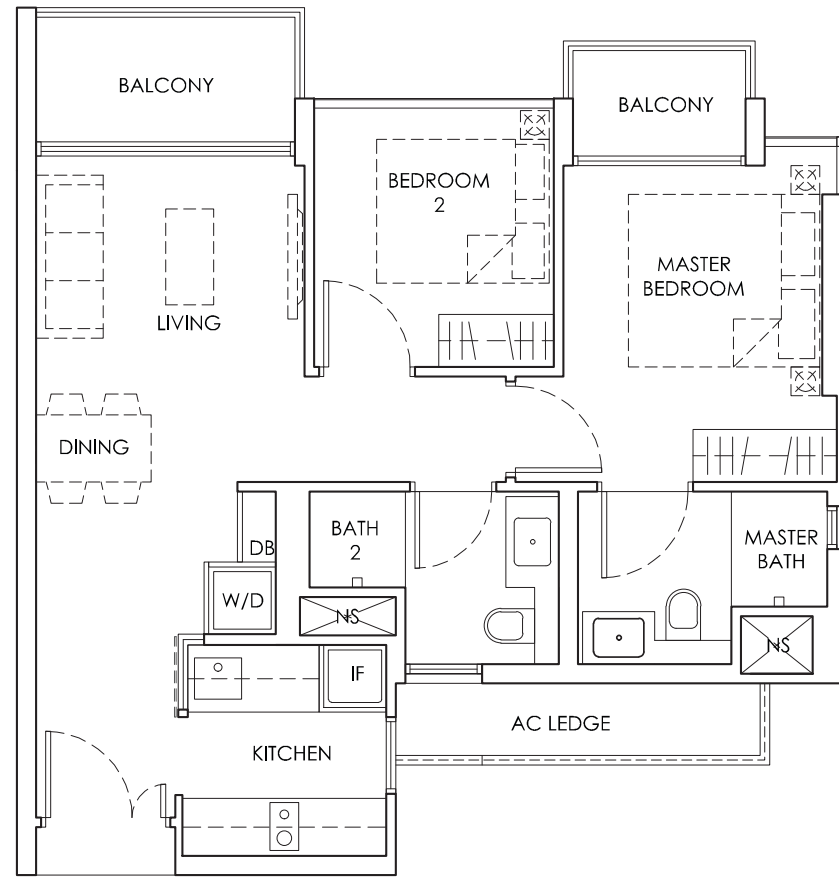 BALCONY
BALCONY
BEDROOM
2
MASTER
BEDROOM
LIVING
DINING
DB
BATH
2
MASTER
BATH
W/D
NS
NS
IF
AC LEDGE
KITCHEN